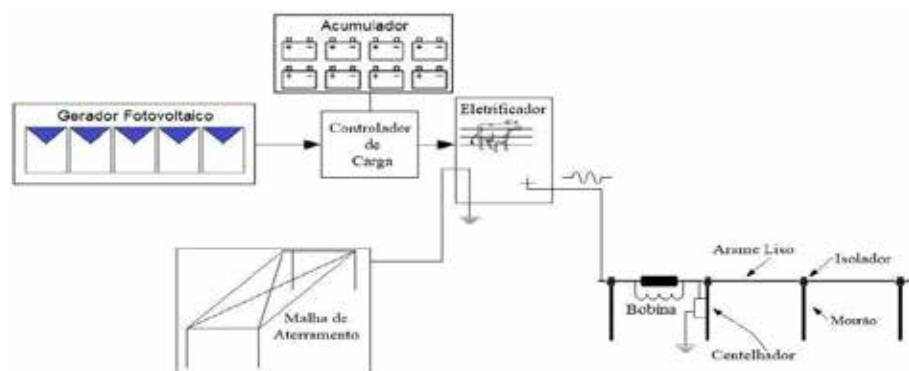 Acumulador
Gerador Fotovoltaico
Controlador
de
Carga
Eletrificador
Malha de
Aterramento
Arame Liso
Isolador
Bobina
Mourão
Centelhador